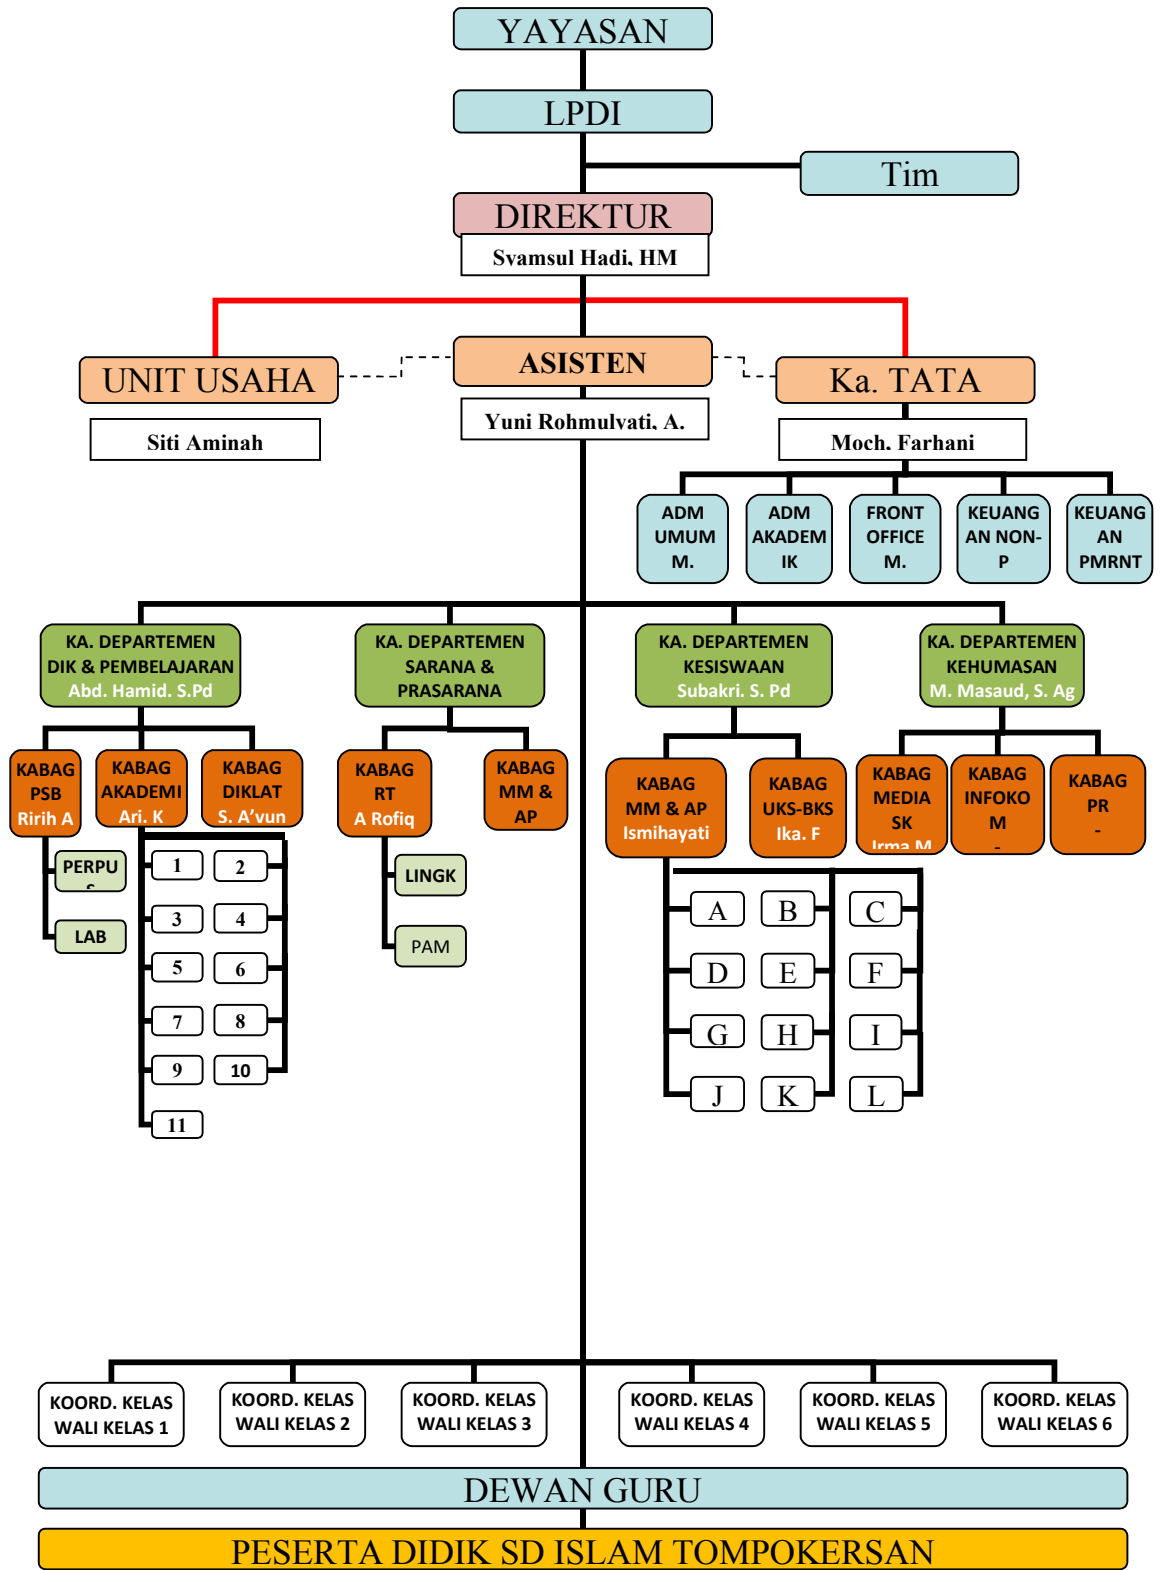 YAYASAN
LPDI
Tim
DIREKTUR
Syamsul Hadi, HM
UNIT USAHA
ASISTEN
Ka. TATA
Siti Aminah
Yuni Rohmulyati, A.
Moch. Farhani
ADM
UMUM
M.
ADM
AKADEM
IK
FRONT
OFFICE
M.
KEUANG
AN NON-
P
KEUANG
AN
PMRNT
KA. DEPARTEMEN
DIK & PEMBELAJARAN
Abd. Hamid. S.Pd
KA. DEPARTEMEN
SARANA &
PRASARANA
KA. DEPARTEMEN
KESISWAAN
Subakri. S. Pd
KA. DEPARTEMEN
KEHUMASAN
M. Masaud, S. Ag
KABAG
PSB
Ririh A
KABAG
AKADEMI
Ari. K
KABAG
DIKLAT
S. A’yun
KABAG
RT
A Rofiq
KABAG
MM &
AP
KABAG
MM & AP
Ismihayati
KABAG
UKS-BKS
Ika. F
KABAG
MEDIA
SK
Irma M
KABAG
INFOKO
M
-
KABAG
PR
-
PERPU
S
LAB
1
2
3
4
5
6
7
8
9
10
11
LINGK
PAM
A
B
C
D
E
F
G
H
I
J
K
L
KOORD. KELAS
WALI KELAS 1
KOORD. KELAS
WALI KELAS 2
KOORD. KELAS
WALI KELAS 3
KOORD. KELAS
WALI KELAS 4
KOORD. KELAS
WALI KELAS 5
KOORD. KELAS
WALI KELAS 6
DEWAN GURU
PESERTA DIDIK SD ISLAM TOMPOKERSAN